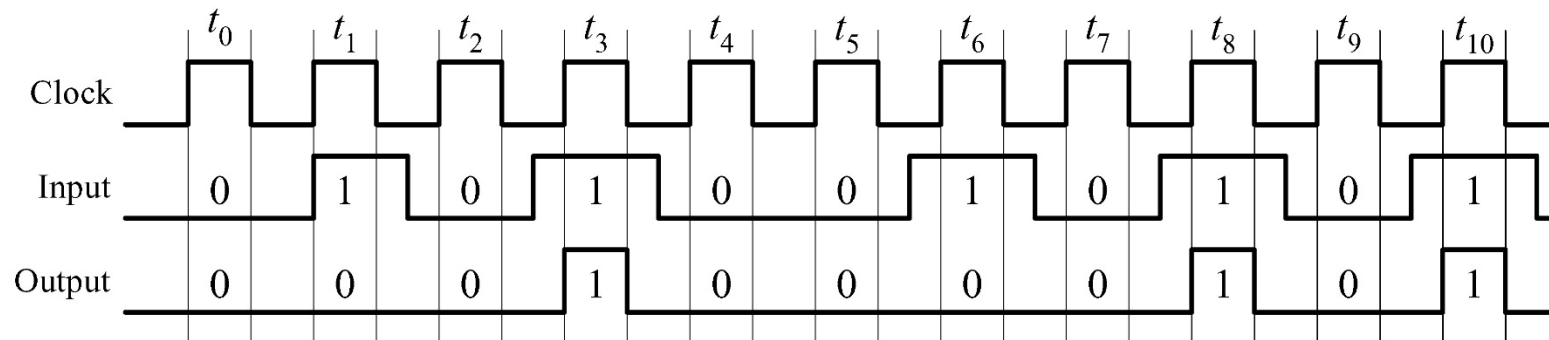 t0 t1 t2 t3 t4 t5 t6 t7 t8 t9 t10
Clock
Input 0 1 0 1 0 0 1 0 1 0 1
Output 0 0 0 1 0 0 0 0 1 0 1